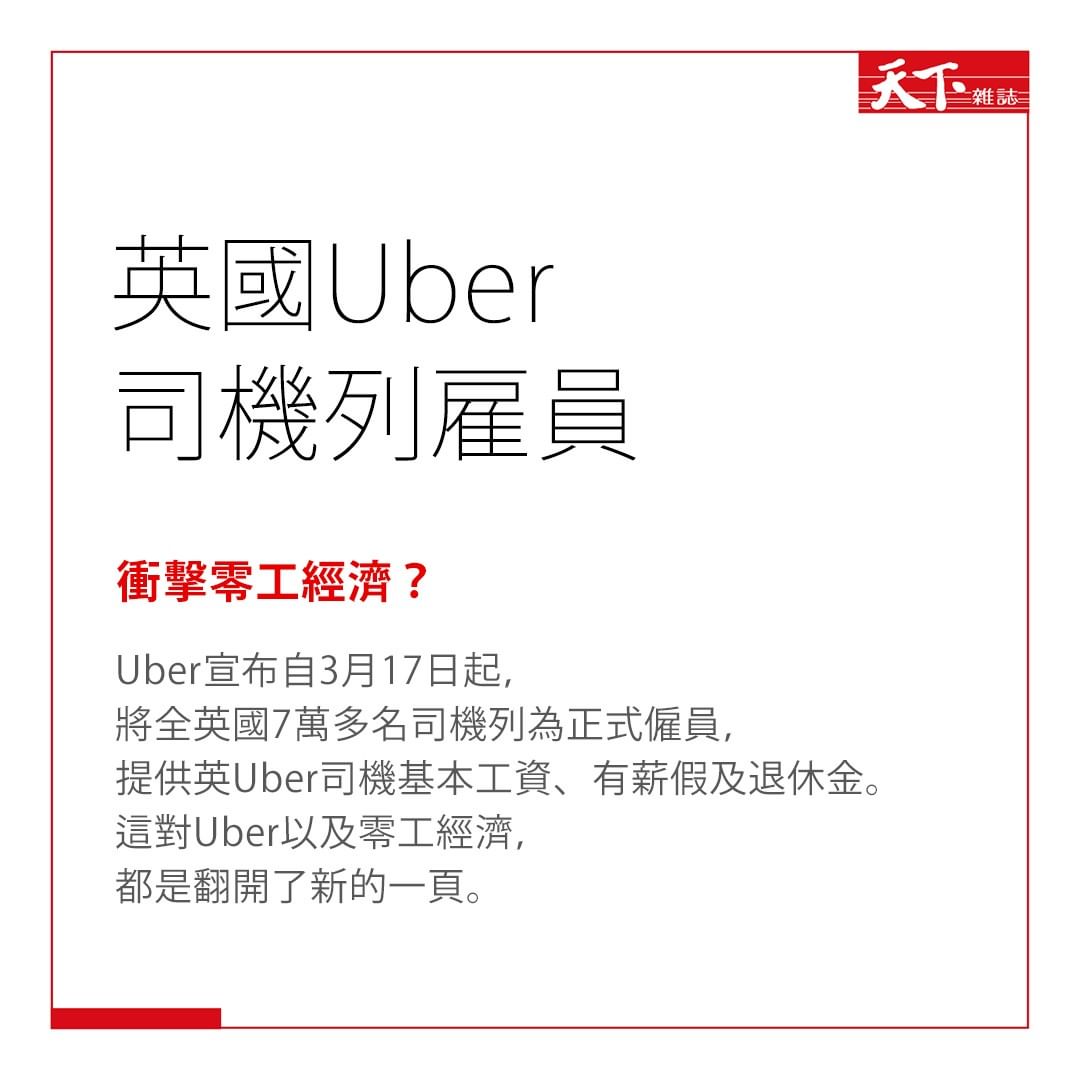 天下雜誌
英國Uber
司機列雇員
衝擊零工經濟？
Uber宣布自3月17日起,
將全英國7萬多名司機列為正式僱員,
提供英Uber司機基本工資、有薪假及退休金。
這對Uber以及零工經濟,
都是翻開了新的一頁。